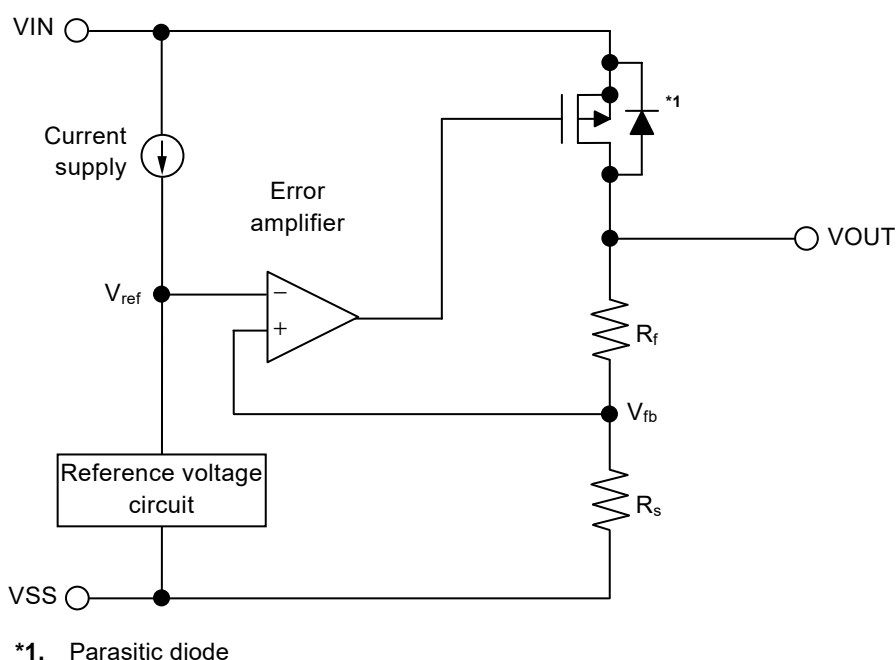 VIN
*1
Current
supply
Error
amplifier
VOUT
Vref
−
+
Rf
Vfb
Reference voltage
circuit
Rs
VSS
*1. Parasitic diode